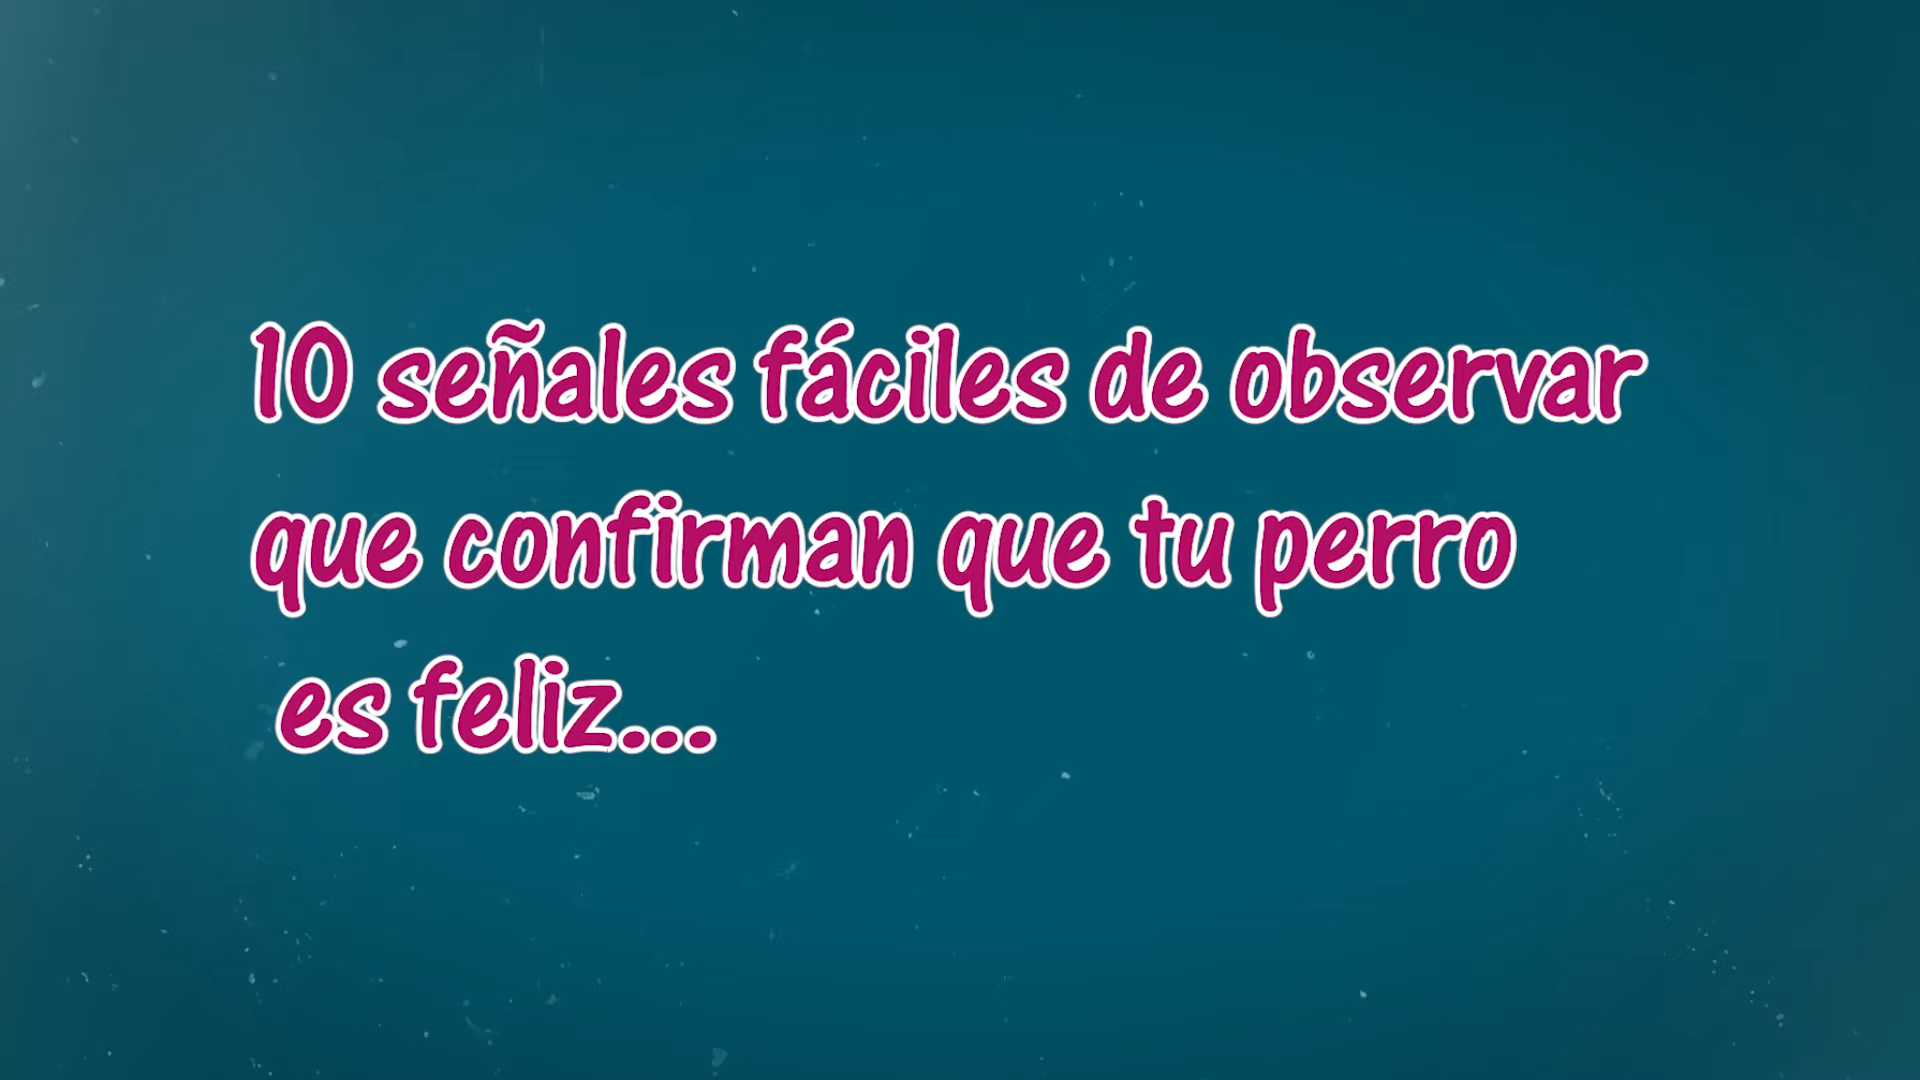 10 señales fáciles de observar
que confirman que tu perro
es feliz...